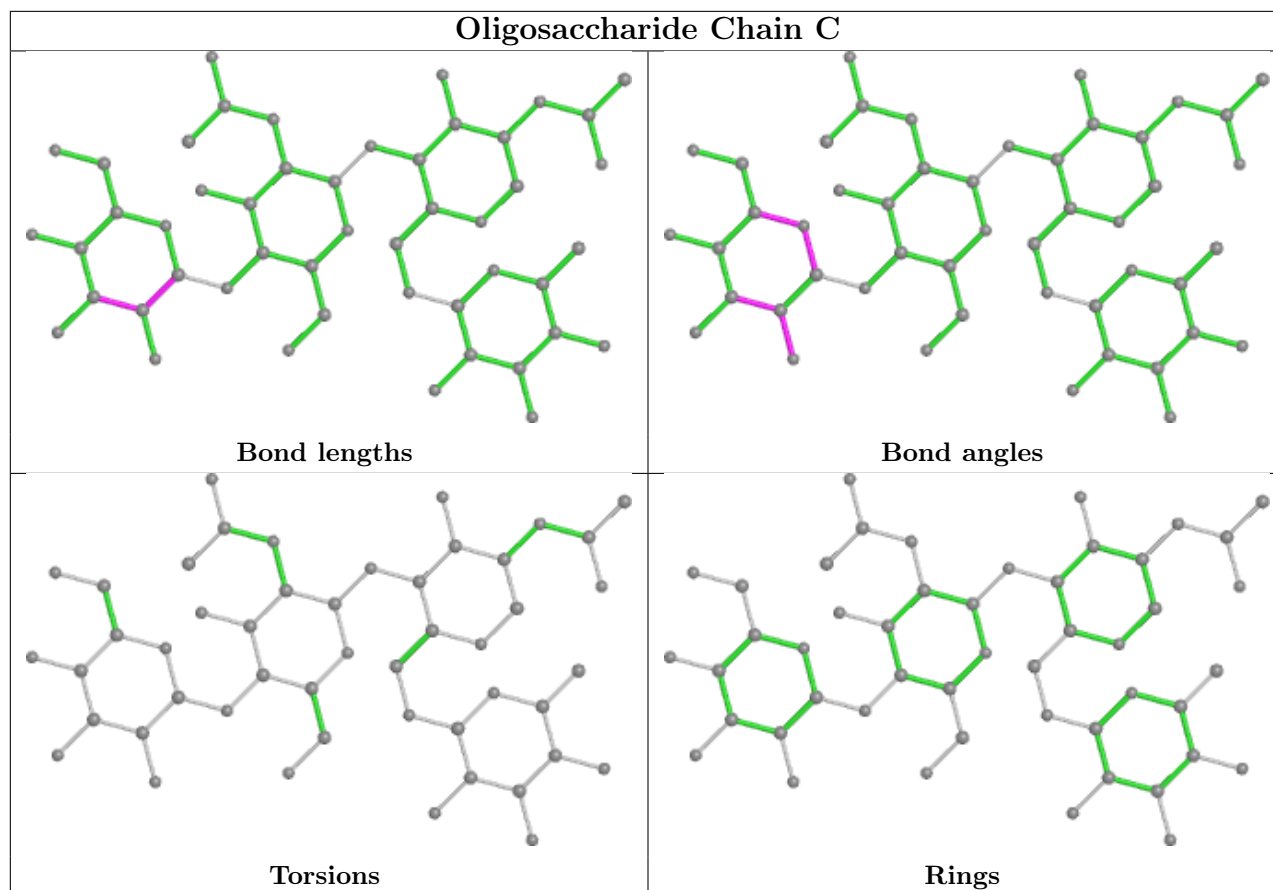 Oligosaccharide Chain C
Bond lengths
Bond angles
Torsions
Rings